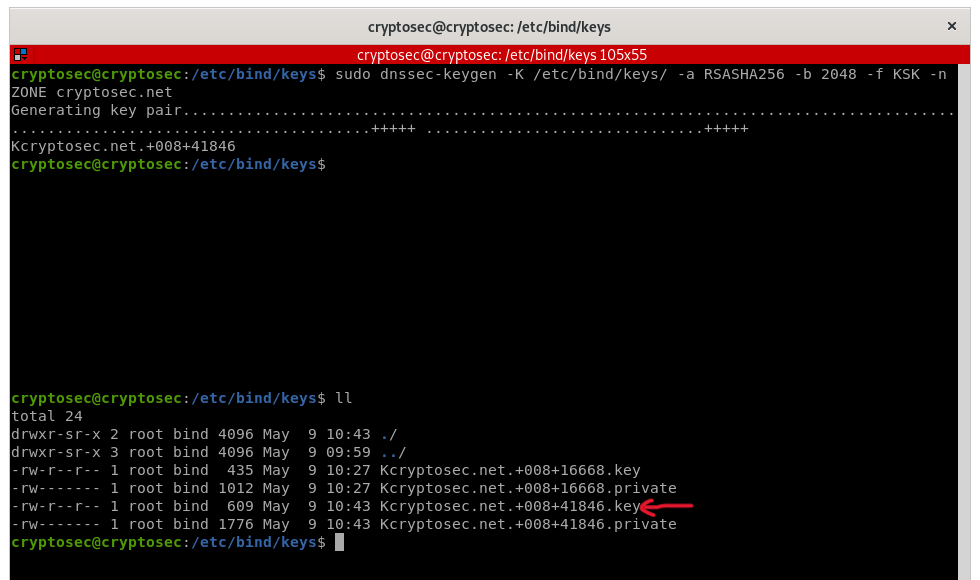 cryptosec@cryptosec: /etc/bind/keys
cryptosec@cryptosec: /etc/bind/keys 105x55
cryptosec@cryptosec:/etc/bind/keys$ sudo dnssec-keygen -K /etc/bind/keys/ -a RSASHA256 -b 2048 -f KSK -n
ZONE cryptosec.net
Generating key pair......................................................................................
........................................+++++ ...............................+++++
Kcryptosec.net.+008+41846
cryptosec@cryptosec:/etc/bind/keys$
cryptosec@cryptosec:/etc/bind/keys$ ll
total 24
drwxr-sr-x 2 root bind 4096 May  9 10:43 ./
drwxr-sr-x 3 root bind 4096 May  9 09:59 ../
-rw-r--r-- 1 root bind  435 May  9 10:27 Kcryptosec.net.+008+16668.key
-rw------- 1 root bind 1012 May  9 10:27 Kcryptosec.net.+008+16668.private
-rw-r--r-- 1 root bind  609 May  9 10:43 Kcryptosec.net.+008+41846.key
-rw------- 1 root bind 1776 May  9 10:43 Kcryptosec.net.+008+41846.private
cryptosec@cryptosec:/etc/bind/keys$